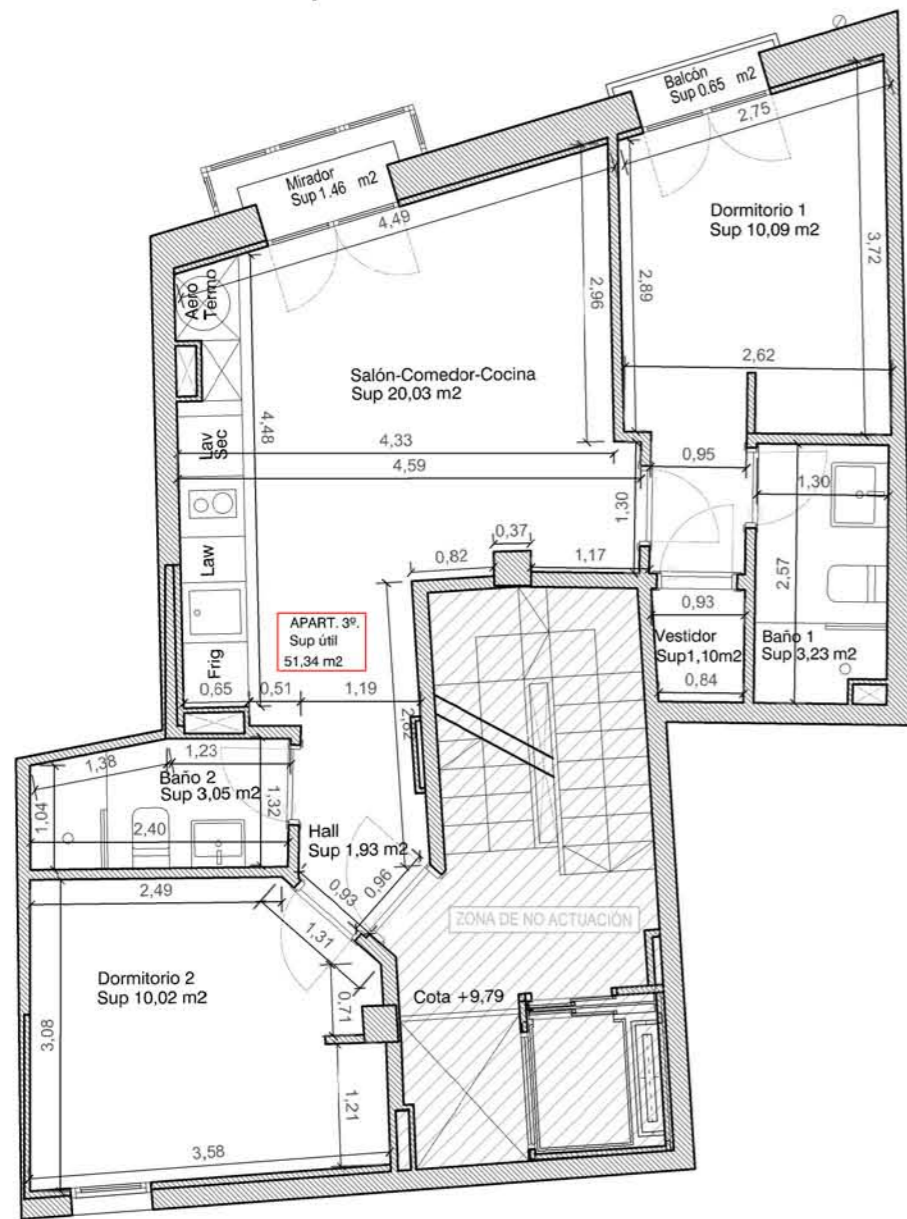 Balcón
Sup 0.65 m2
2,75
Mirador
Sup 1.46 m2
4,49
Dormitorio 1
Sup 10,09 m2
3,72
2,96
2,89
2,62
Aero
Termo
Salón-Comedor-Cocina
Sup 20,03 m2
4,48
Lav
Sec
4,33
4,59
0,95
1,30
1,30
0,37
0,82
1,17
Law
2,57
0,93
APART. 3º.
Sup útil
51,34 m2
Vestidor
Sup1,10m2
Baño 1
Sup 3,23 m2
Frig
0,65
0,51
1,19
0,84
2,82
1,38
1,23
Baño 2
Sup 3,05 m2
1,04
1,32
2,40
Hall
Sup 1,93 m2
2,49
0,93
0,96
1,31
ZONA DE NO ACTUACIÓN
Dormitorio 2
Sup 10,02 m2
Cota +9,79
0,71
3,08
1,21
3,58